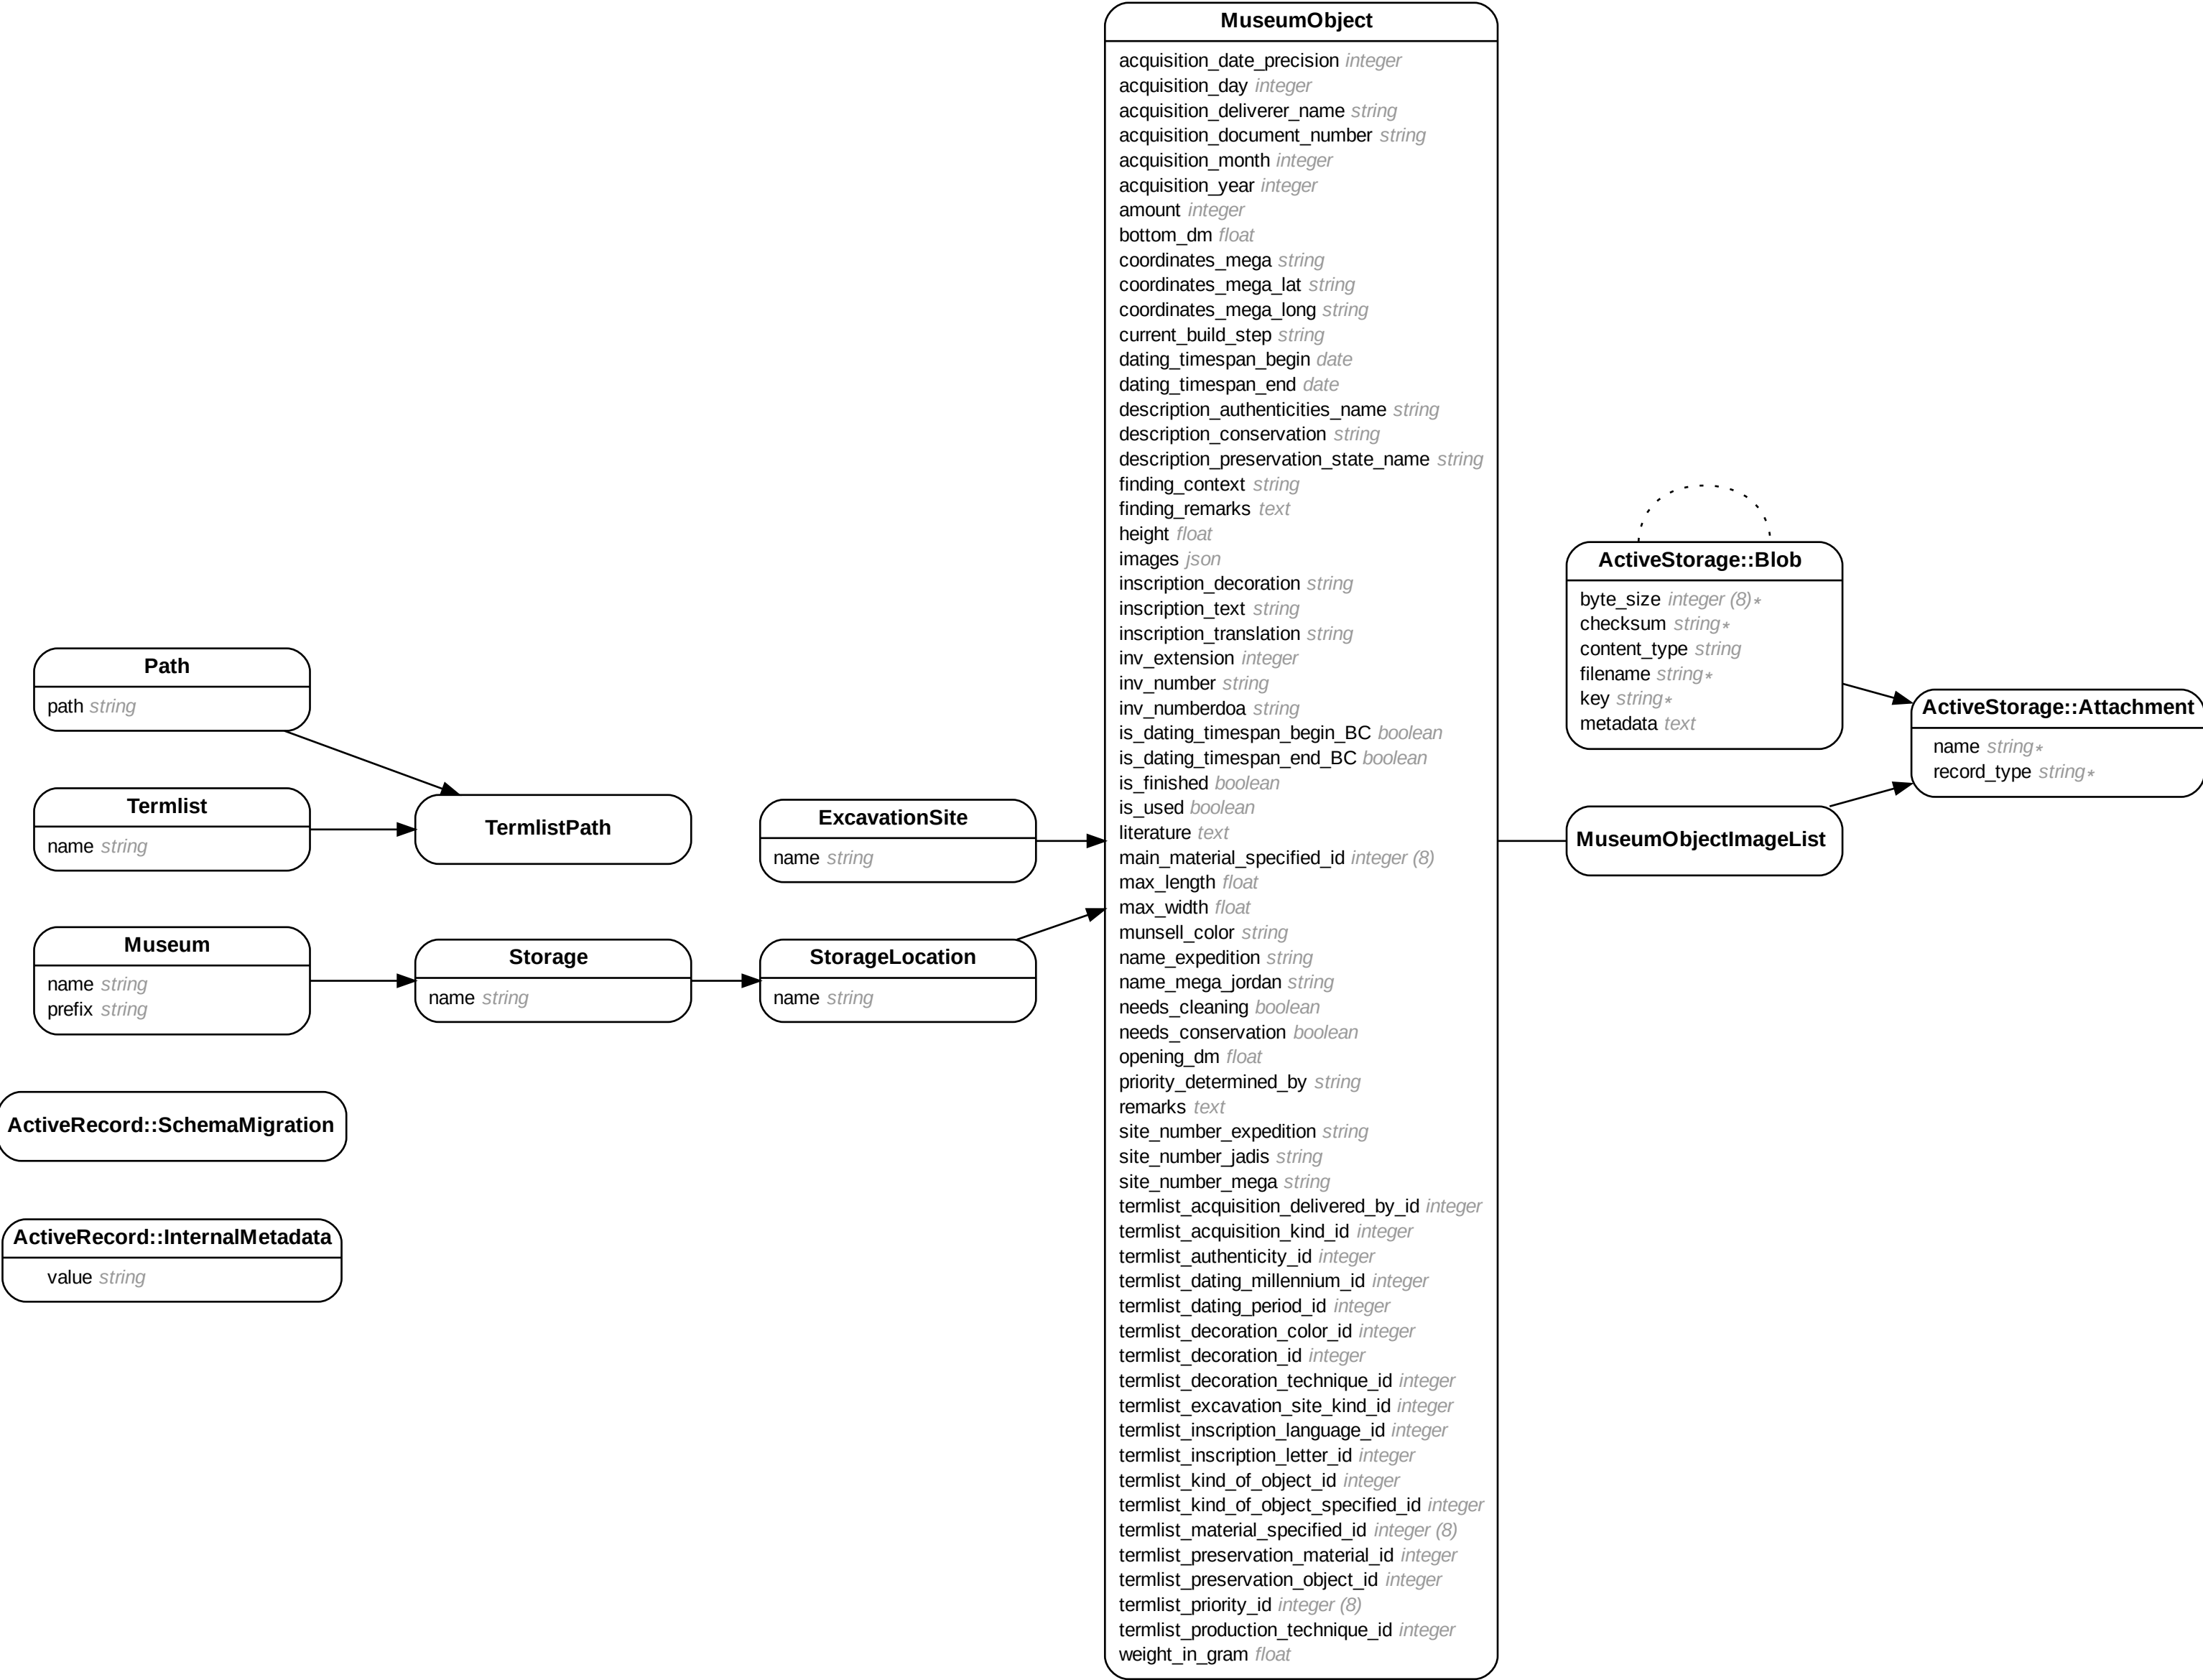 MuseumObject
acquisition_date_precision integer
acquisition_day integer
acquisition_deliverer_name string
acquisition_document_number string
acquisition_month integer
acquisition_year integer
amount integer
bottom_dm float
coordinates_mega string
coordinates_mega_lat string
coordinates_mega_long string
current_build_step string
dating_timespan_begin date
dating_timespan_end date
description_authenticities_name string
description_conservation string
description_preservation_state_name string
finding_context string
finding_remarks text
height float
images json
inscription_decoration string
inscription_text string
inscription_translation string
inv_extension integer
inv_number string
inv_numberdoa string
is_dating_timespan_begin_BC boolean
is_dating_timespan_end_BC boolean
is_finished boolean
is_used boolean
literature text
main_material_specified_id integer (8)
max_length float
max_width float
munsell_color string
name_expedition string
name_mega_jordan string
needs_cleaning boolean
needs_conservation boolean
opening_dm float
priority_determined_by string
remarks text
site_number_expedition string
site_number_jadis string
site_number_mega string
termlist_acquisition_delivered_by_id integer
termlist_acquisition_kind_id integer
termlist_authenticity_id integer
termlist_dating_millennium_id integer
termlist_dating_period_id integer
termlist_decoration_color_id integer
termlist_decoration_id integer
termlist_decoration_technique_id integer
termlist_excavation_site_kind_id integer
termlist_inscription_language_id integer
termlist_inscription_letter_id integer
termlist_kind_of_object_id integer
termlist_kind_of_object_specified_id integer
termlist_material_specified_id integer (8)
termlist_preservation_material_id integer
termlist_preservation_object_id integer
termlist_priority_id integer (8)
termlist_production_technique_id integer
weight_in_gram float
Path
path string
Termlist
name string
TermlistPath
Museum
name string
prefix string
Storage
name string
ExcavationSite
name string
StorageLocation
name string
ActiveRecord::SchemaMigration
ActiveRecord::InternalMetadata
value string
ActiveStorage::Blob
byte_size integer (8)*
checksum string*
content_type string
filename string*
key string*
metadata text
MuseumObjectImageList
ActiveStorage::Attachment
name string*
record_type string*